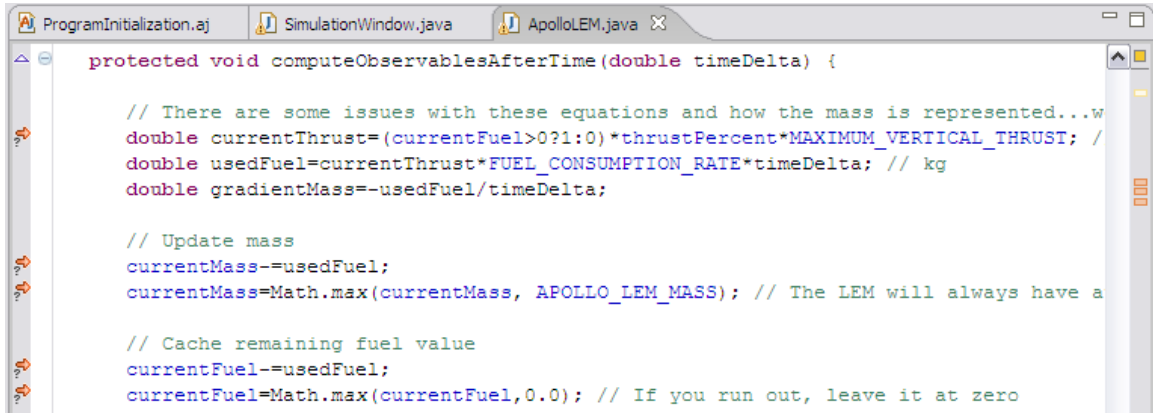 ProgramInitialization.aj SimulationWindow.java ApolloLEM.java
protected void computeObservablesAfterTime(double timeDelta) {
// There are some issues with these equations and how the mass is represented...w
double currentThrust=(currentFuel>0?1:0)*thrustPercent*MAXIMUM_VERTICAL_THRUST; /
double usedFuel=currentThrust*FUEL_CONSUMPTION_RATE*timeDelta; // kg
double gradientMass=-usedFuel/timeDelta;
// Update mass
currentMass-=usedFuel;
currentMass=Math.max(currentMass, APOLLO_LEM_MASS); // The LEM will always have a
// Cache remaining fuel value
currentFuel-=usedFuel;
currentFuel=Math.max(currentFuel,0.0); // If you run out, leave it at zero